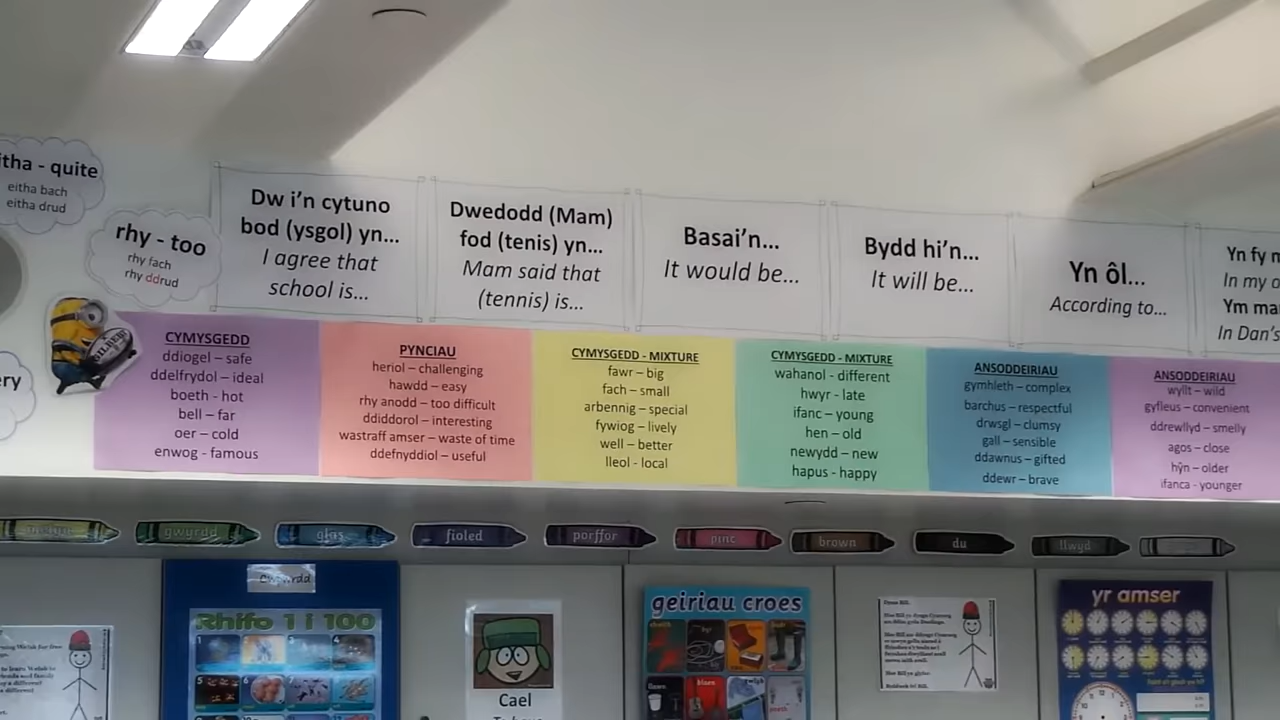 itha - quite
eitha bach
eitha drud
rhy - too
rhy fach
rhy ddrud
ery
Dw i'n cytuno
bod (ysgol) yn...
I agree that
school is...
Dwedodd (Mam)
fod (tenis) yn...
Mam said that
(tennis) is...
Basai'n...
It would be...
Bydd hi'n...
It will be...
Yn ôl...
According to...
Yn fy m
In my o
Ym ma
In Dan's
GILBERT
CYMYSGEDD
ddiogel – safe
ddelfrydol – ideal
boeth - hot
bell – far
oer – cold
enwog - famous
PYNCIAU
heriol – challenging
hawdd – easy
rhy anodd – too difficult
ddiddorol – interesting
wastraff amser – waste of time
ddefnyddiol – useful
CYMYSGEDD - MIXTURE
fawr – big
fach – small
arbennig – special
fywiog – lively
well – better
lleol - local
CYMYSGEDD - MIXTURE
wahanol - different
hwyr - late
ifanc – young
hen – old
newydd – new
hapus - happy
ANSODDEIRIAU
gymhleth – complex
barchus – respectful
drwsgl – clumsy
gall – sensible
ddawnus – gifted
ddewr – brave
ANSODDEIRIAU
wyllt – wild
gyfleus – convenient
ddrewllyd – smelly
agos – close
hŷn – older
ifanca - younger
melyn
gwyrdd
glas
fioled
porffor
pinc
brown
du
llwyd
Rhifo 1 i 100
Cael
geiriau croes
yr amser